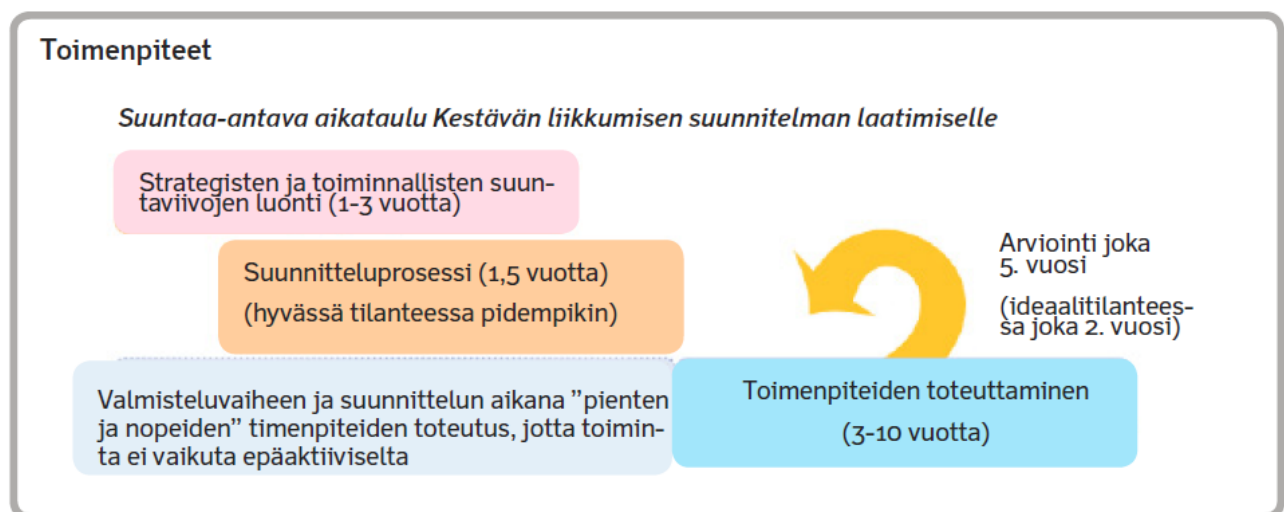 Toimenpiteet
Suuntaa-antava aikataulu Kestävän liikkumisen suunnitelman laatimiselle
Strategisten ja toiminnallisten suun-
taviivojen luonti (1-3 vuotta)
Suunnitteluprosessi (1,5 vuotta)
(hyvässä tilanteessa pidempikin)
Arviointi joka
5. vuosi
(ideaalitilantees-
sa joka 2. vuosi)
Valmisteluvaiheen ja suunnittelun aikana ”pienten
ja nopeiden” timenpiteiden toteutus, jotta toimin-
ta ei vaikuta epäaktiiviselta
Toimenpiteiden toteuttaminen
(3-10 vuotta)